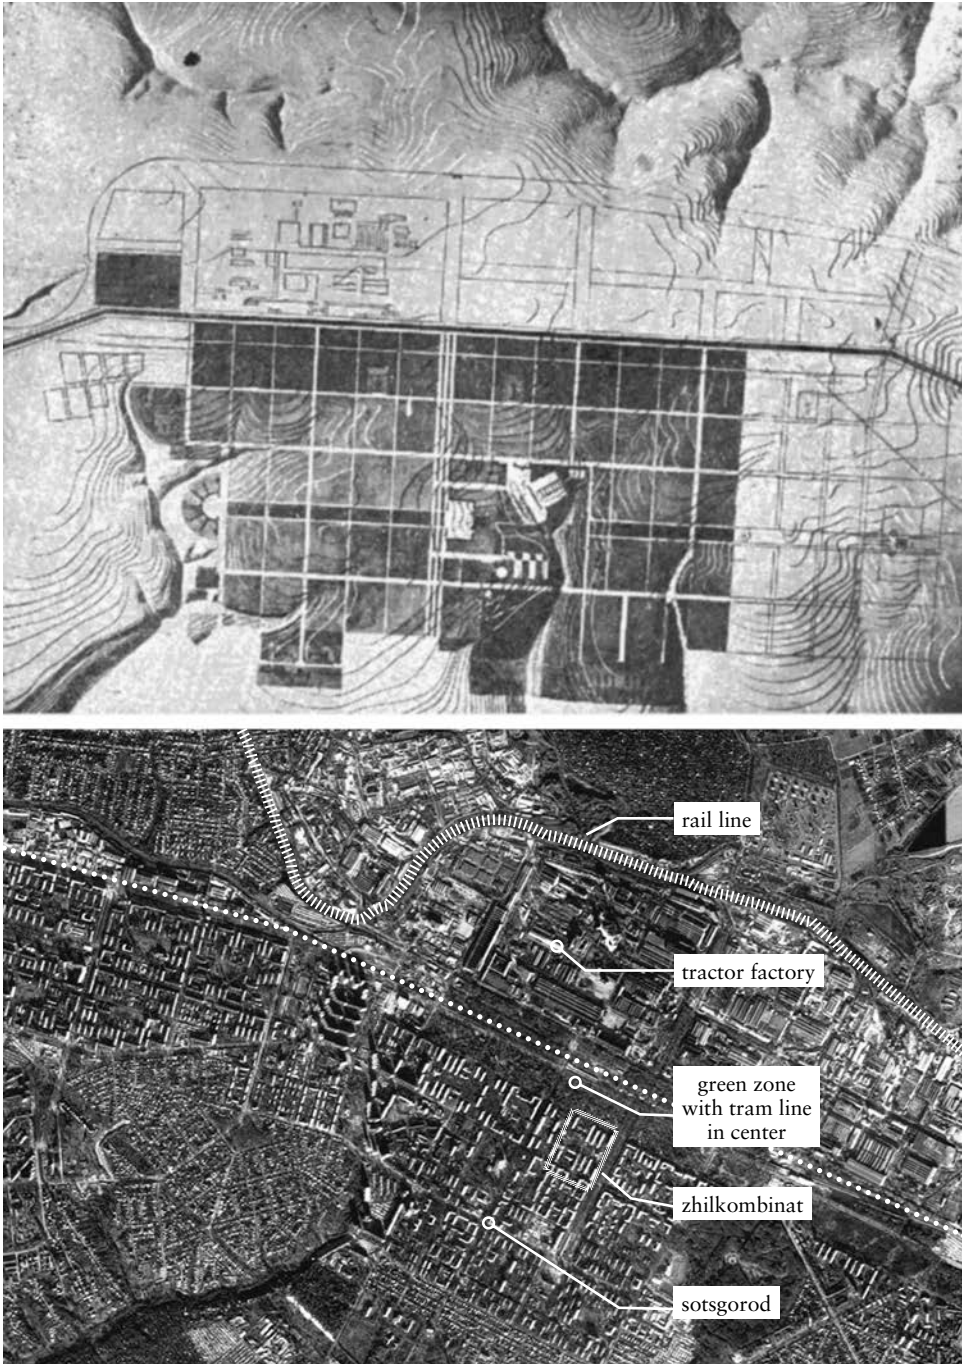 rail line
tractor factory
green zone
with tram line
in center
zhilkombinat
sotsgorod